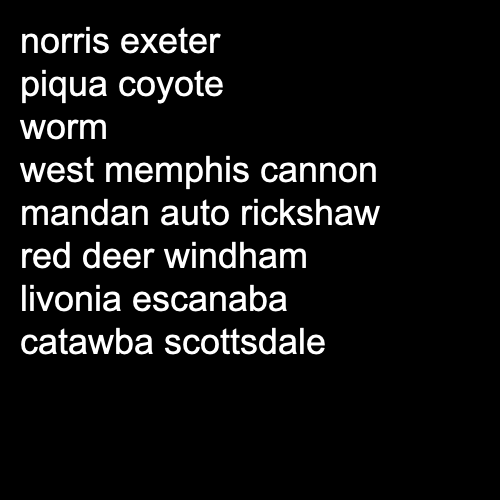 norris exeter
piqua coyote
worm
west memphis cannon
mandan auto rickshaw
red deer windham
livonia escanaba
catawba scottsdale